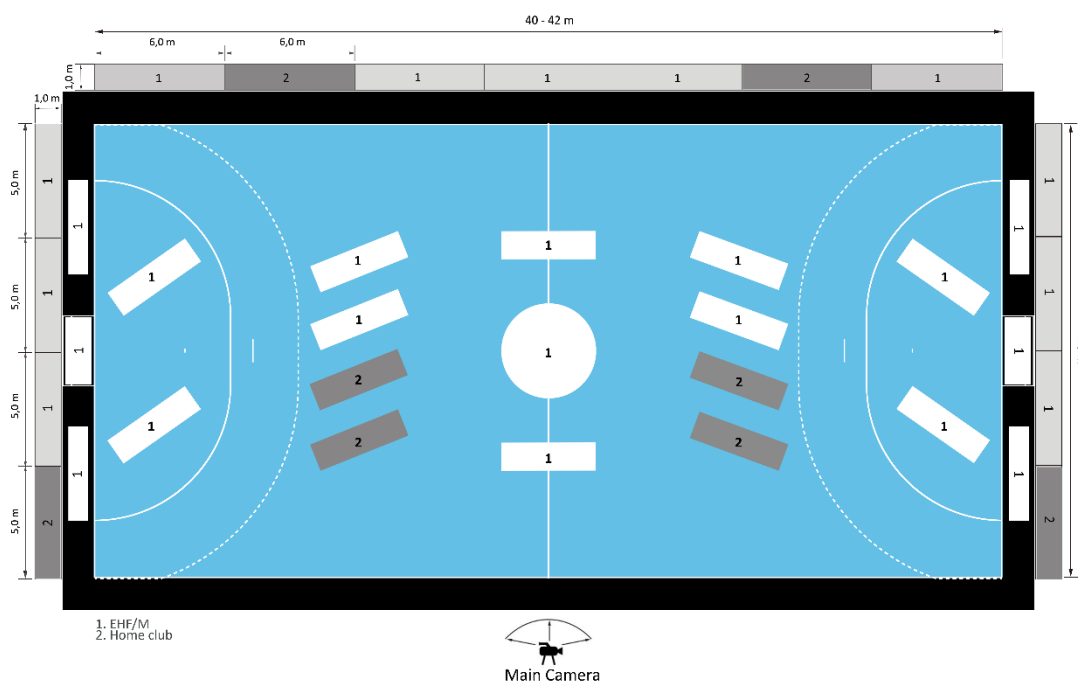 40 - 42 m
6,0 m 6,0 m
1,0 m 1 2 1 1 1 2 1
1,0 m
5,0 m 1 1 1 1
1 1 1 1 1
1 1
5,0 m 1 1 1 1
1 1 1
5,0 m 1 2 2 1
1 2 2 1
1 1 1
5,0 m 2 2
1. EHF/M
2. Home club
Main Camera